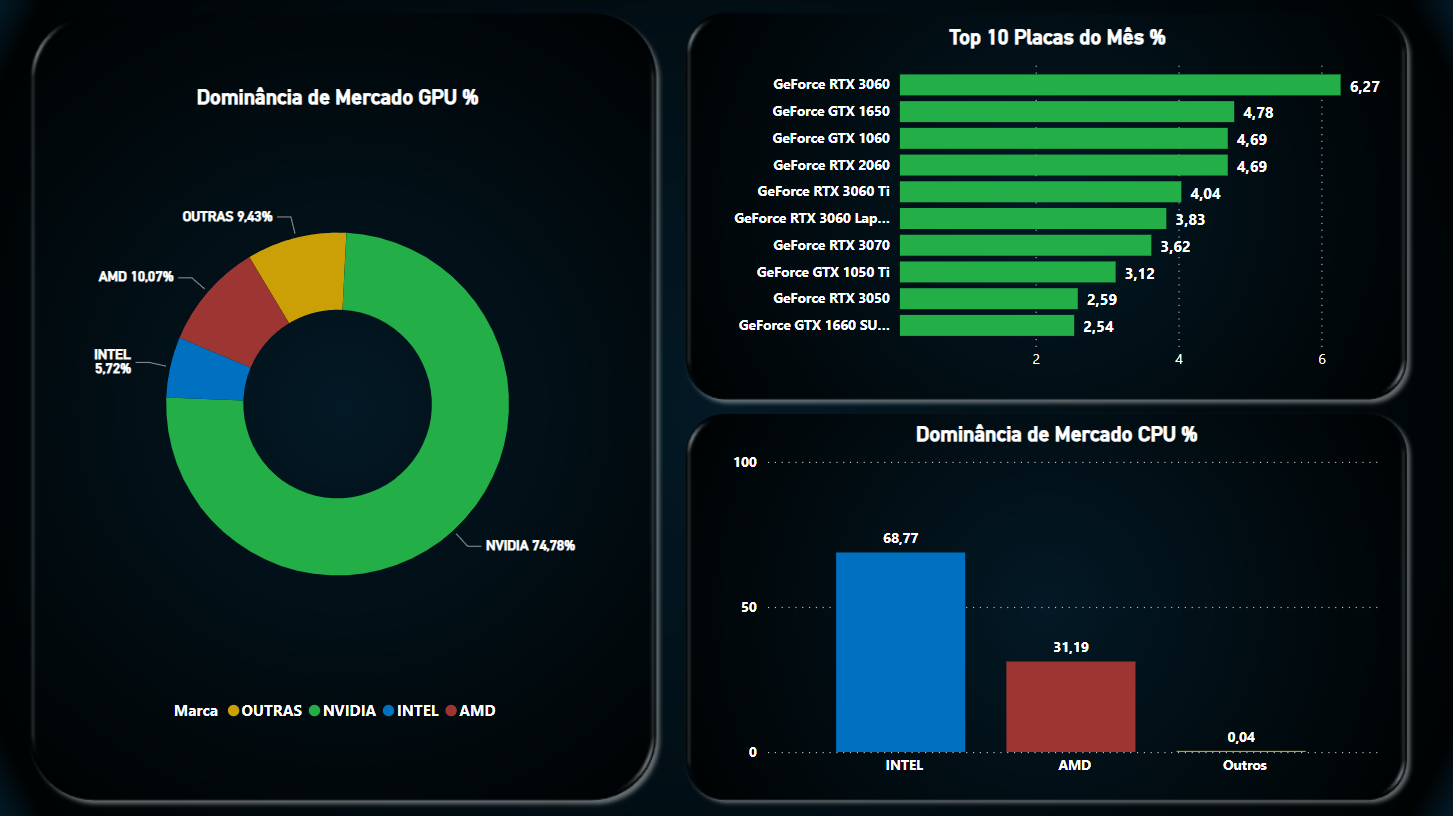 Dominância de Mercado GPU %
OUTRAS 9,43%
AMD 10,07%
INTEL
5,72%
NVIDIA 74,78%
Marca OUTRAS NVIDIA INTEL AMD
Top 10 Placas do Mês %
GeForce RTX 3060 6,27
GeForce GTX 1650 4,78
GeForce GTX 1060 4,69
GeForce RTX 2060 4,69
GeForce RTX 3060 Ti 4,04
GeForce RTX 3060 Lap... 3,83
GeForce RTX 3070 3,62
GeForce GTX 1050 Ti 3,12
GeForce RTX 3050 2,59
GeForce GTX 1660 SU... 2,54
2 4 6
Dominância de Mercado CPU %
100
68,77
50
31,19
0,04
0
INTEL AMD Outros